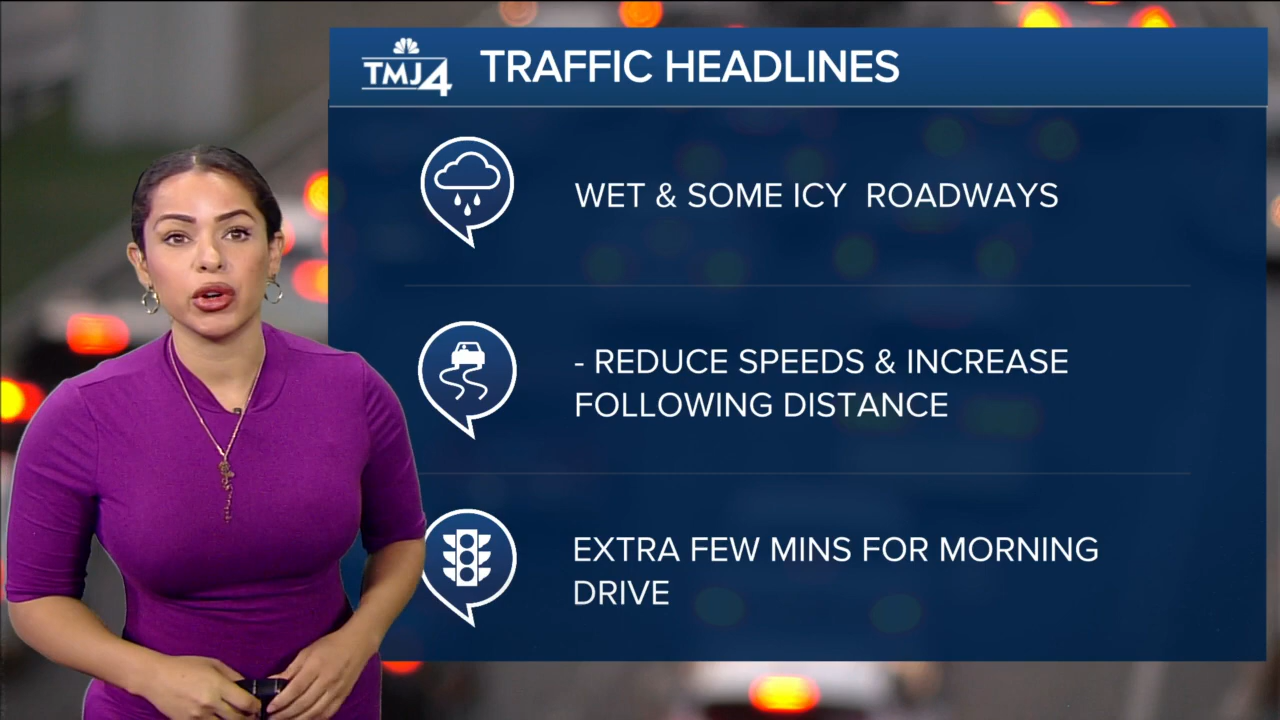 TMJ4 TRAFFIC HEADLINES
WET & SOME ICY ROADWAYS
- REDUCE SPEEDS & INCREASE
FOLLOWING DISTANCE
EXTRA FEW MINS FOR MORNING
DRIVE